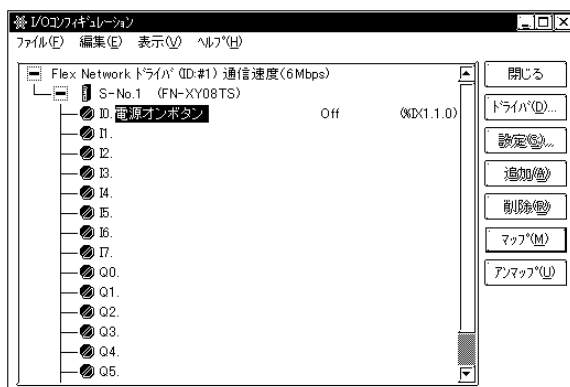 I/Oｺﾝﾌｨｷﾞｭﾚｰｼｮﾝ
ﾌｧｲﾙ(F) 編集(E) 表示(V) ﾍﾙﾌﾟ(H)
Flex Network ﾄﾞﾗｲﾊﾞ (ID:#1) 通信速度(6Mbps)
S-No.1 (FN-XY08TS)
I0. 電源オンボタン Off (%IX1.1.0)
I1.
I2.
I3.
I4.
I5.
I6.
I7.
Q0.
Q1.
Q2.
Q3.
Q4.
Q5.
閉じる
ﾄﾞﾗｲﾊﾞ(D)...
設定(S)...
追加(A)
削除(R)
ﾏｯﾌﾟ(M)
ｱﾝﾏｯﾌﾟ(U)